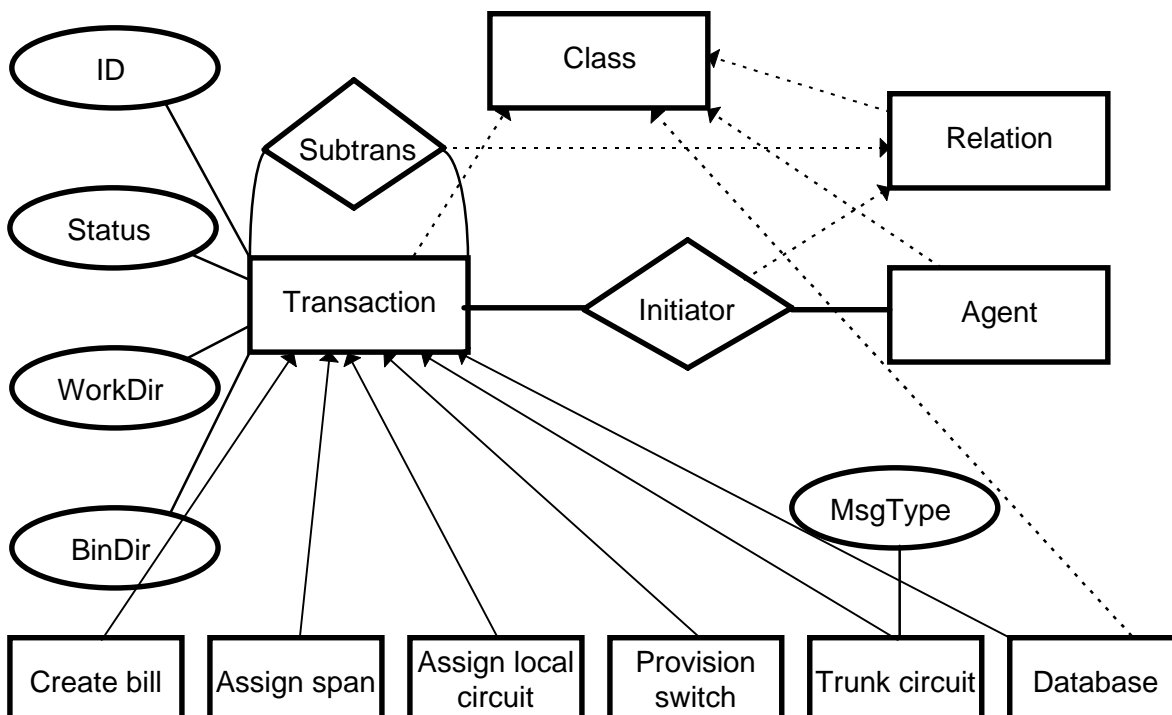 Class
ID
Relation
Subtrans
Status
Transaction
Initiator
Agent
WorkDir
MsgType
BinDir
Create bill
Assign span
Assign local
circuit
Provision
switch
Trunk circuit
Database